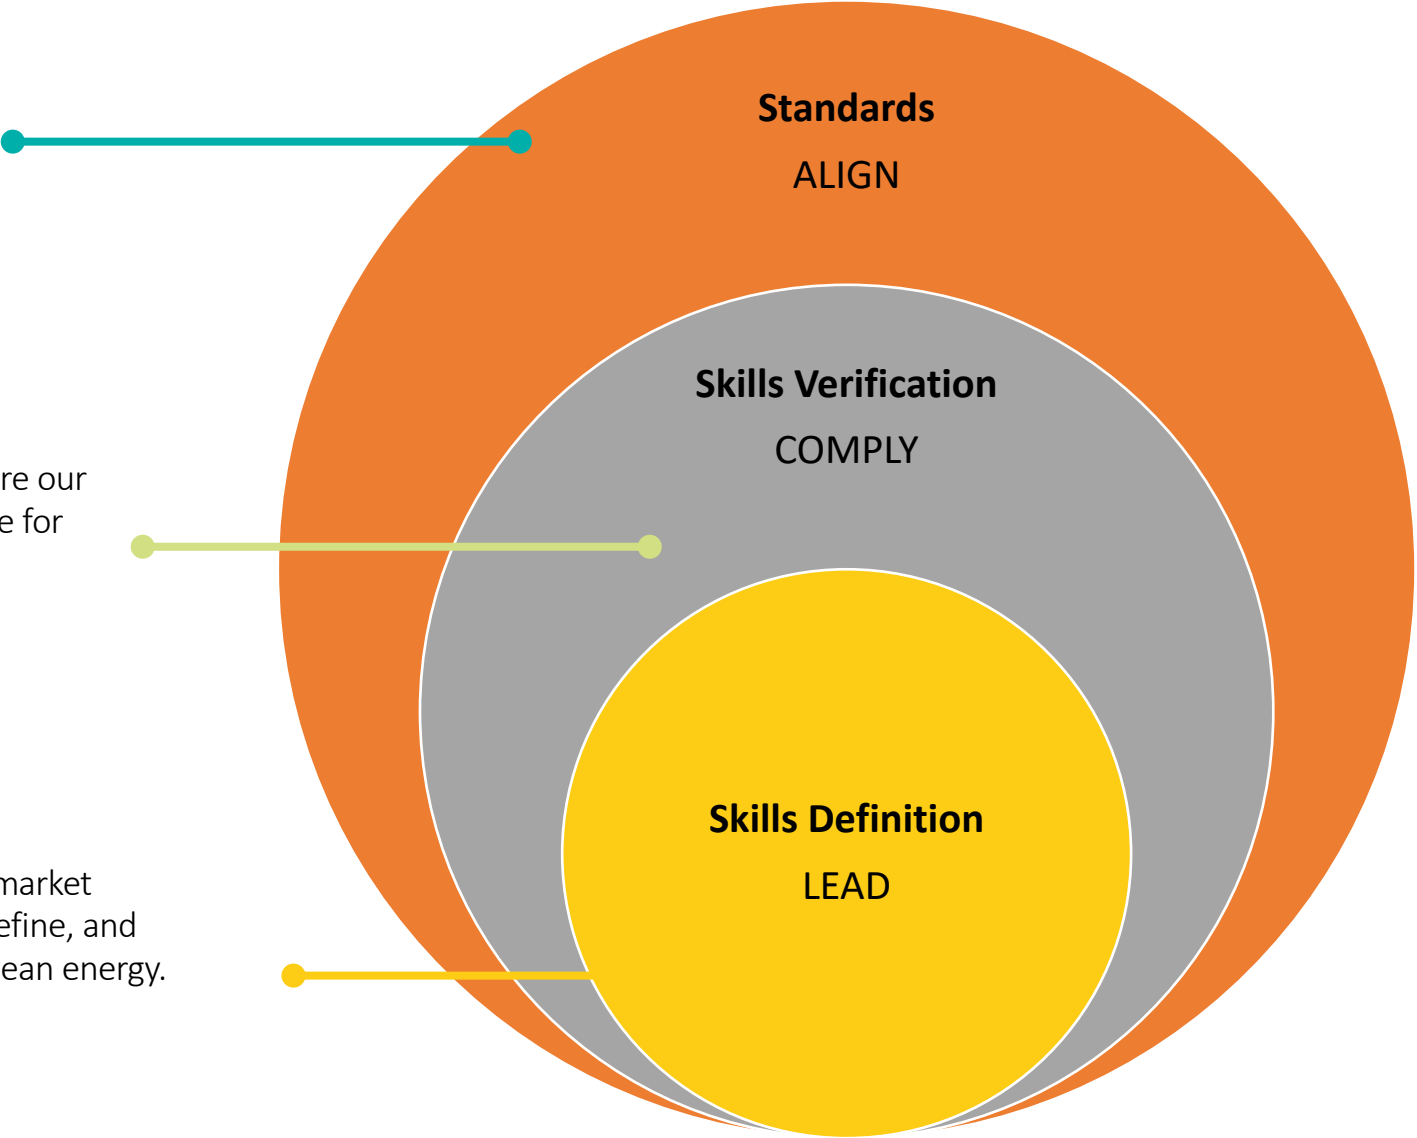 Standards
ALIGN
Skills Verification
COMPLY
re our
e for
Skills Definition
LEAD
market
efine, and
ean energy.